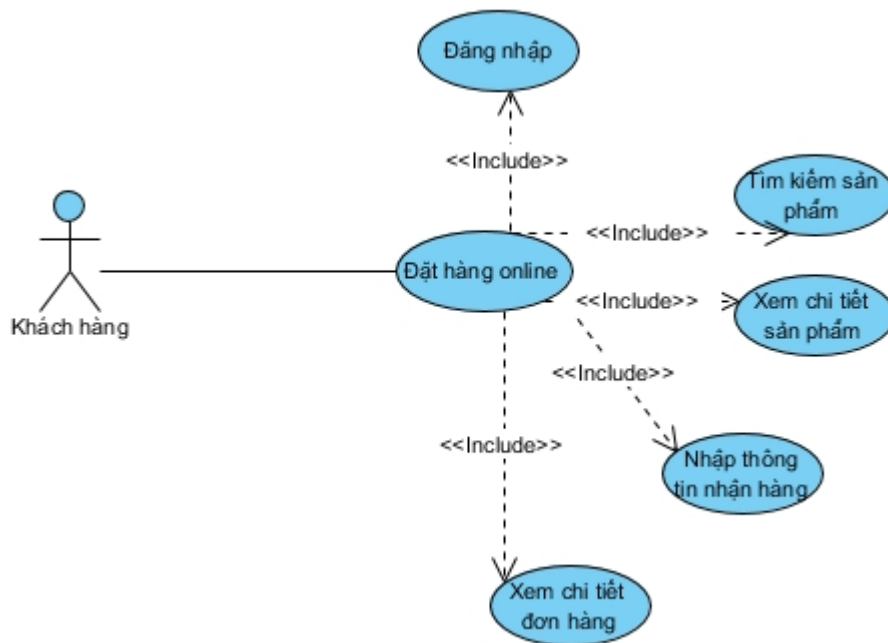 Đăng nhập
<<Include>>
Tìm kiếm sản
phẩm
<<Include>>
Đặt hàng online
<<Include>>
Xem chi tiết
sản phẩm
Khách hàng
<<Include>>
<<Include>>
Nhập thông
tin nhận hàng
Xem chi tiết
đơn hàng